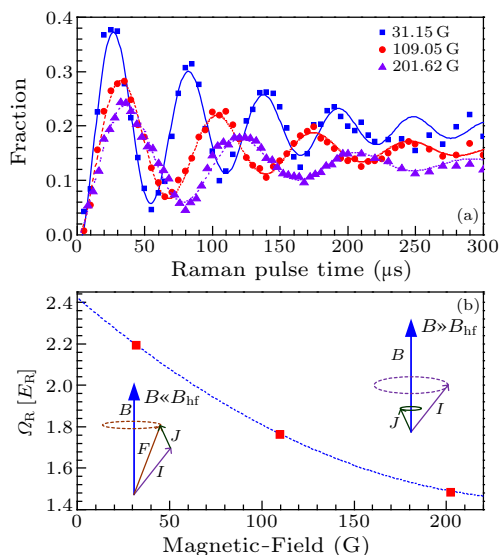 0.4
0.3
0.2
0.1
0.0
Fraction
31.15 G
109.05 G
201.62 G
(a)
0 50 100 150 200 250 300
Raman pulse time (μs)
2.4
2.2
2.0
1.8
1.6
1.4
Ω_R [E_R]
(b)
B
B≪B_hf
F
J
I
B≫B_hf
B
J
I
0 50 100 150 200
Magnetic-Field (G)